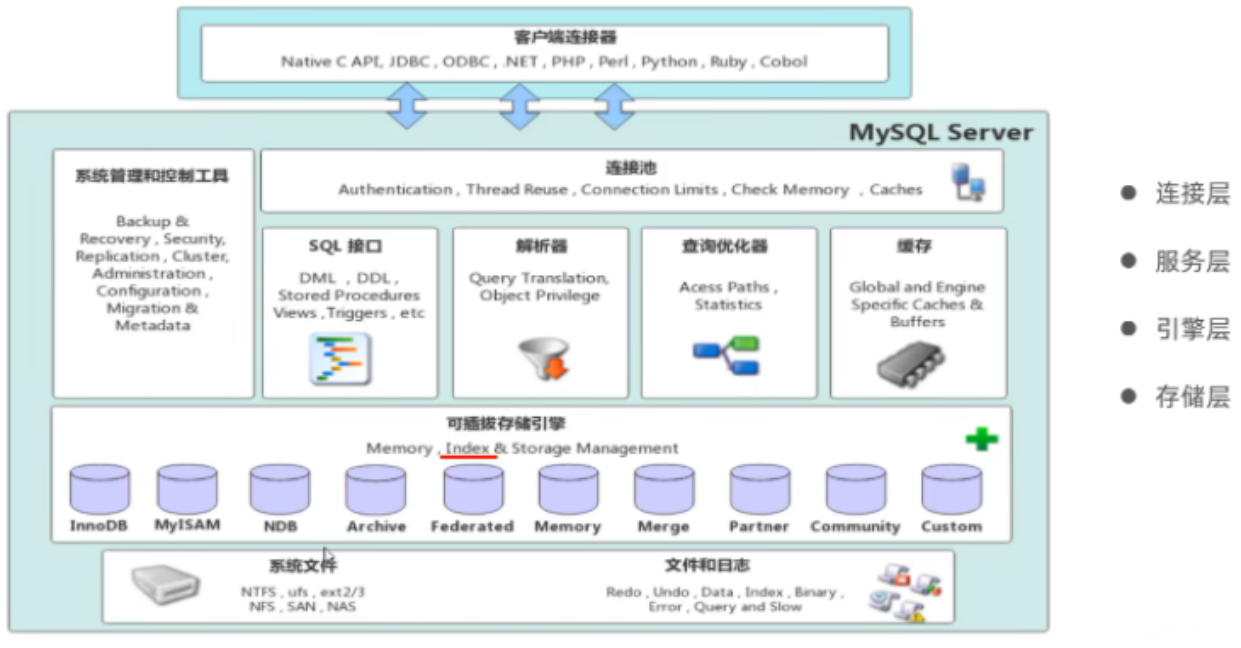 客户端连接器
Native C API, JDBC , ODBC , .NET , PHP , Perl , Python , Ruby , Cobol
MySQL Server
系统管理和控制工具
Backup &
Recovery , Security,
Replication , Cluster,
Administration ,
Configuration ,
Migration &
Metadata
连接池
Authentication , Thread Reuse , Connection Limits , Check Memory , Caches
SQL 接口
DML , DDL ,
Stored Procedures
Views ,Triggers , etc
解析器
Query Translation,
Object Privilege
查询优化器
Acess Paths ,
Statistics
缓存
Global and Engine
Specific Caches &
Buffers
可插拔存储引擎
Memory , Index & Storage Management
InnoDB
MyISAM
NDB
Archive
Federated
Memory
Merge
Partner
Community
Custom
系统文件
NTFS , ufs , ext2/3
NFS , SAN , NAS
文件和日志
Redo , Undo , Data , Index , Binary ,
Error , Query and Slow
● 连接层
● 服务层
● 引擎层
● 存储层